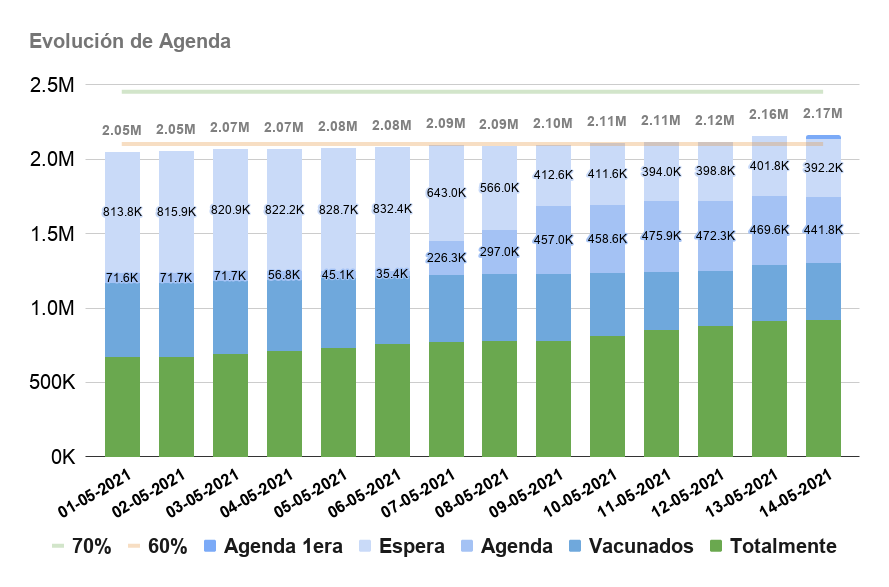 Evolución de Agenda
2.5M
2.0M
1.5M
1.0M
500K
0K
2.05M 2.05M 2.07M 2.07M 2.08M 2.08M 2.09M 2.09M 2.10M 2.11M 2.11M 2.12M 2.16M 2.17M
813.8K 815.9K 820.9K 822.2K 828.7K 832.4K 643.0K 566.0K 412.6K 411.6K 394.0K 398.8K 401.8K 392.2K
71.6K 71.7K 71.7K 56.8K 45.1K 35.4K 226.3K 297.0K 457.0K 458.6K 475.9K 472.3K 469.6K 441.8K
01-05-2021 02-05-2021 03-05-2021 04-05-2021 05-05-2021 06-05-2021 07-05-2021 08-05-2021 09-05-2021 10-05-2021 11-05-2021 12-05-2021 13-05-2021 14-05-2021
70% 60% Agenda 1era Espera Agenda Vacunados Totalmente